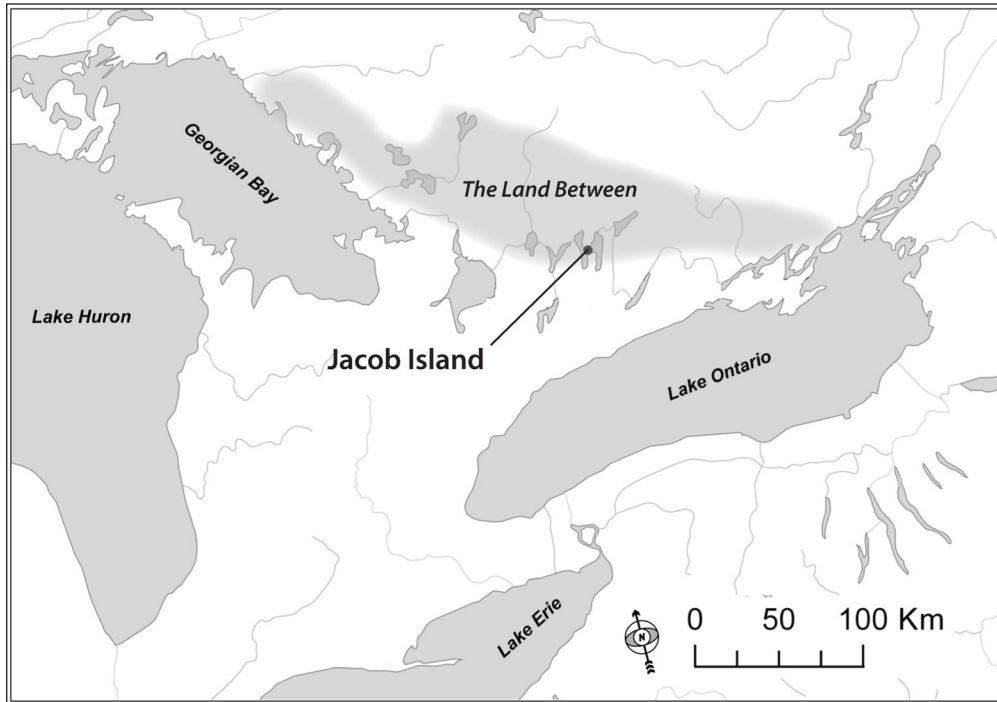 Georgian Bay
The Land Between
Lake Huron
Jacob Island
Lake Ontario
Lake Erie
N
0 50 100 Km